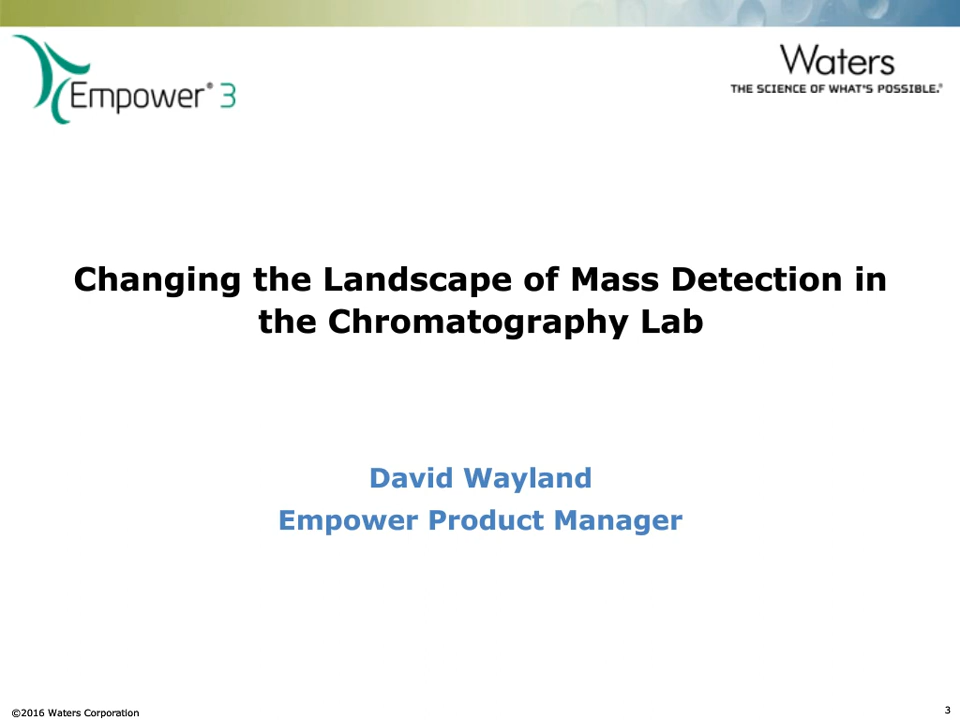 Empower® 3
Waters
THE SCIENCE OF WHAT'S POSSIBLE.®
Changing the Landscape of Mass Detection in
the Chromatography Lab
David Wayland
Empower Product Manager
©2016 Waters Corporation
3